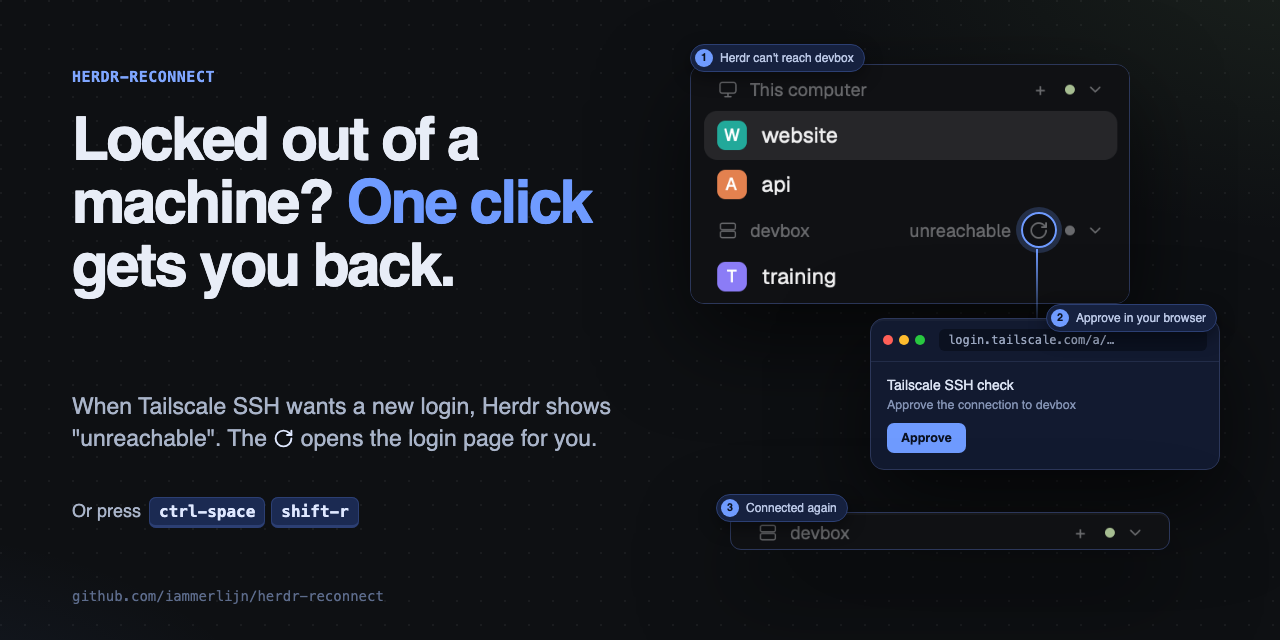 HERDR-RECONNECT
Locked out of a
machine? One click
gets you back.
When Tailscale SSH wants a new login, Herdr shows
"unreachable". The opens the login page for you.
Or press ctrl-space shift-r
github.com/iammerlijn/herdr-reconnect
1 Herdr can't reach devbox
This computer
W website
A api
devbox unreachable
T training
2 Approve in your browser
login.tailscale.com/a/…
Tailscale SSH check
Approve the connection to devbox
Approve
3 Connected again
devbox